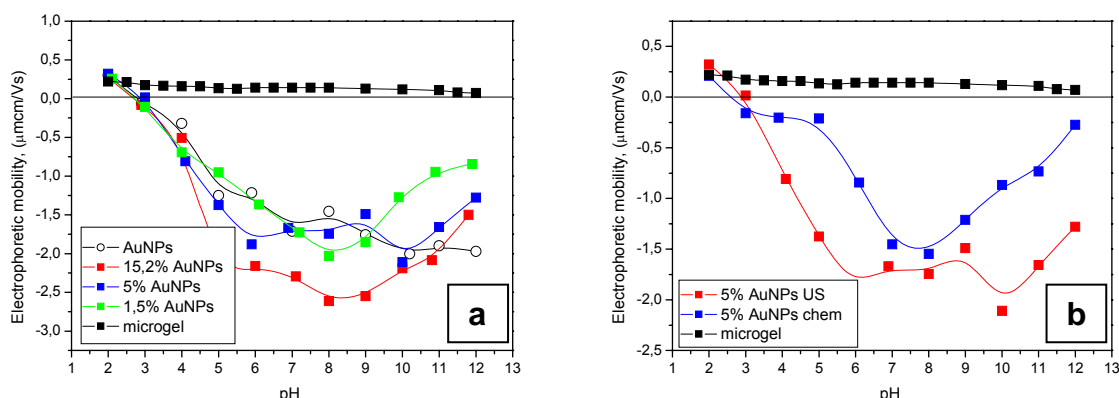 1,0
0,5
0,0
-0,5
-1,0
-1,5
-2,0
-2,5
-3,0
Electrophoretic mobility, (μmcm/Vs)
AuNPs
15,2% AuNPs
5% AuNPs
1,5% AuNPs
microgel
a
1 2 3 4 5 6 7 8 9 10 11 12 13
pH
0,5
0,0
-0,5
-1,0
-1,5
-2,0
-2,5
Electrophoretic mobility, (μmcm/Vs)
5% AuNPs US
5% AuNPs chem
microgel
b
1 2 3 4 5 6 7 8 9 10 11 12 13
pH